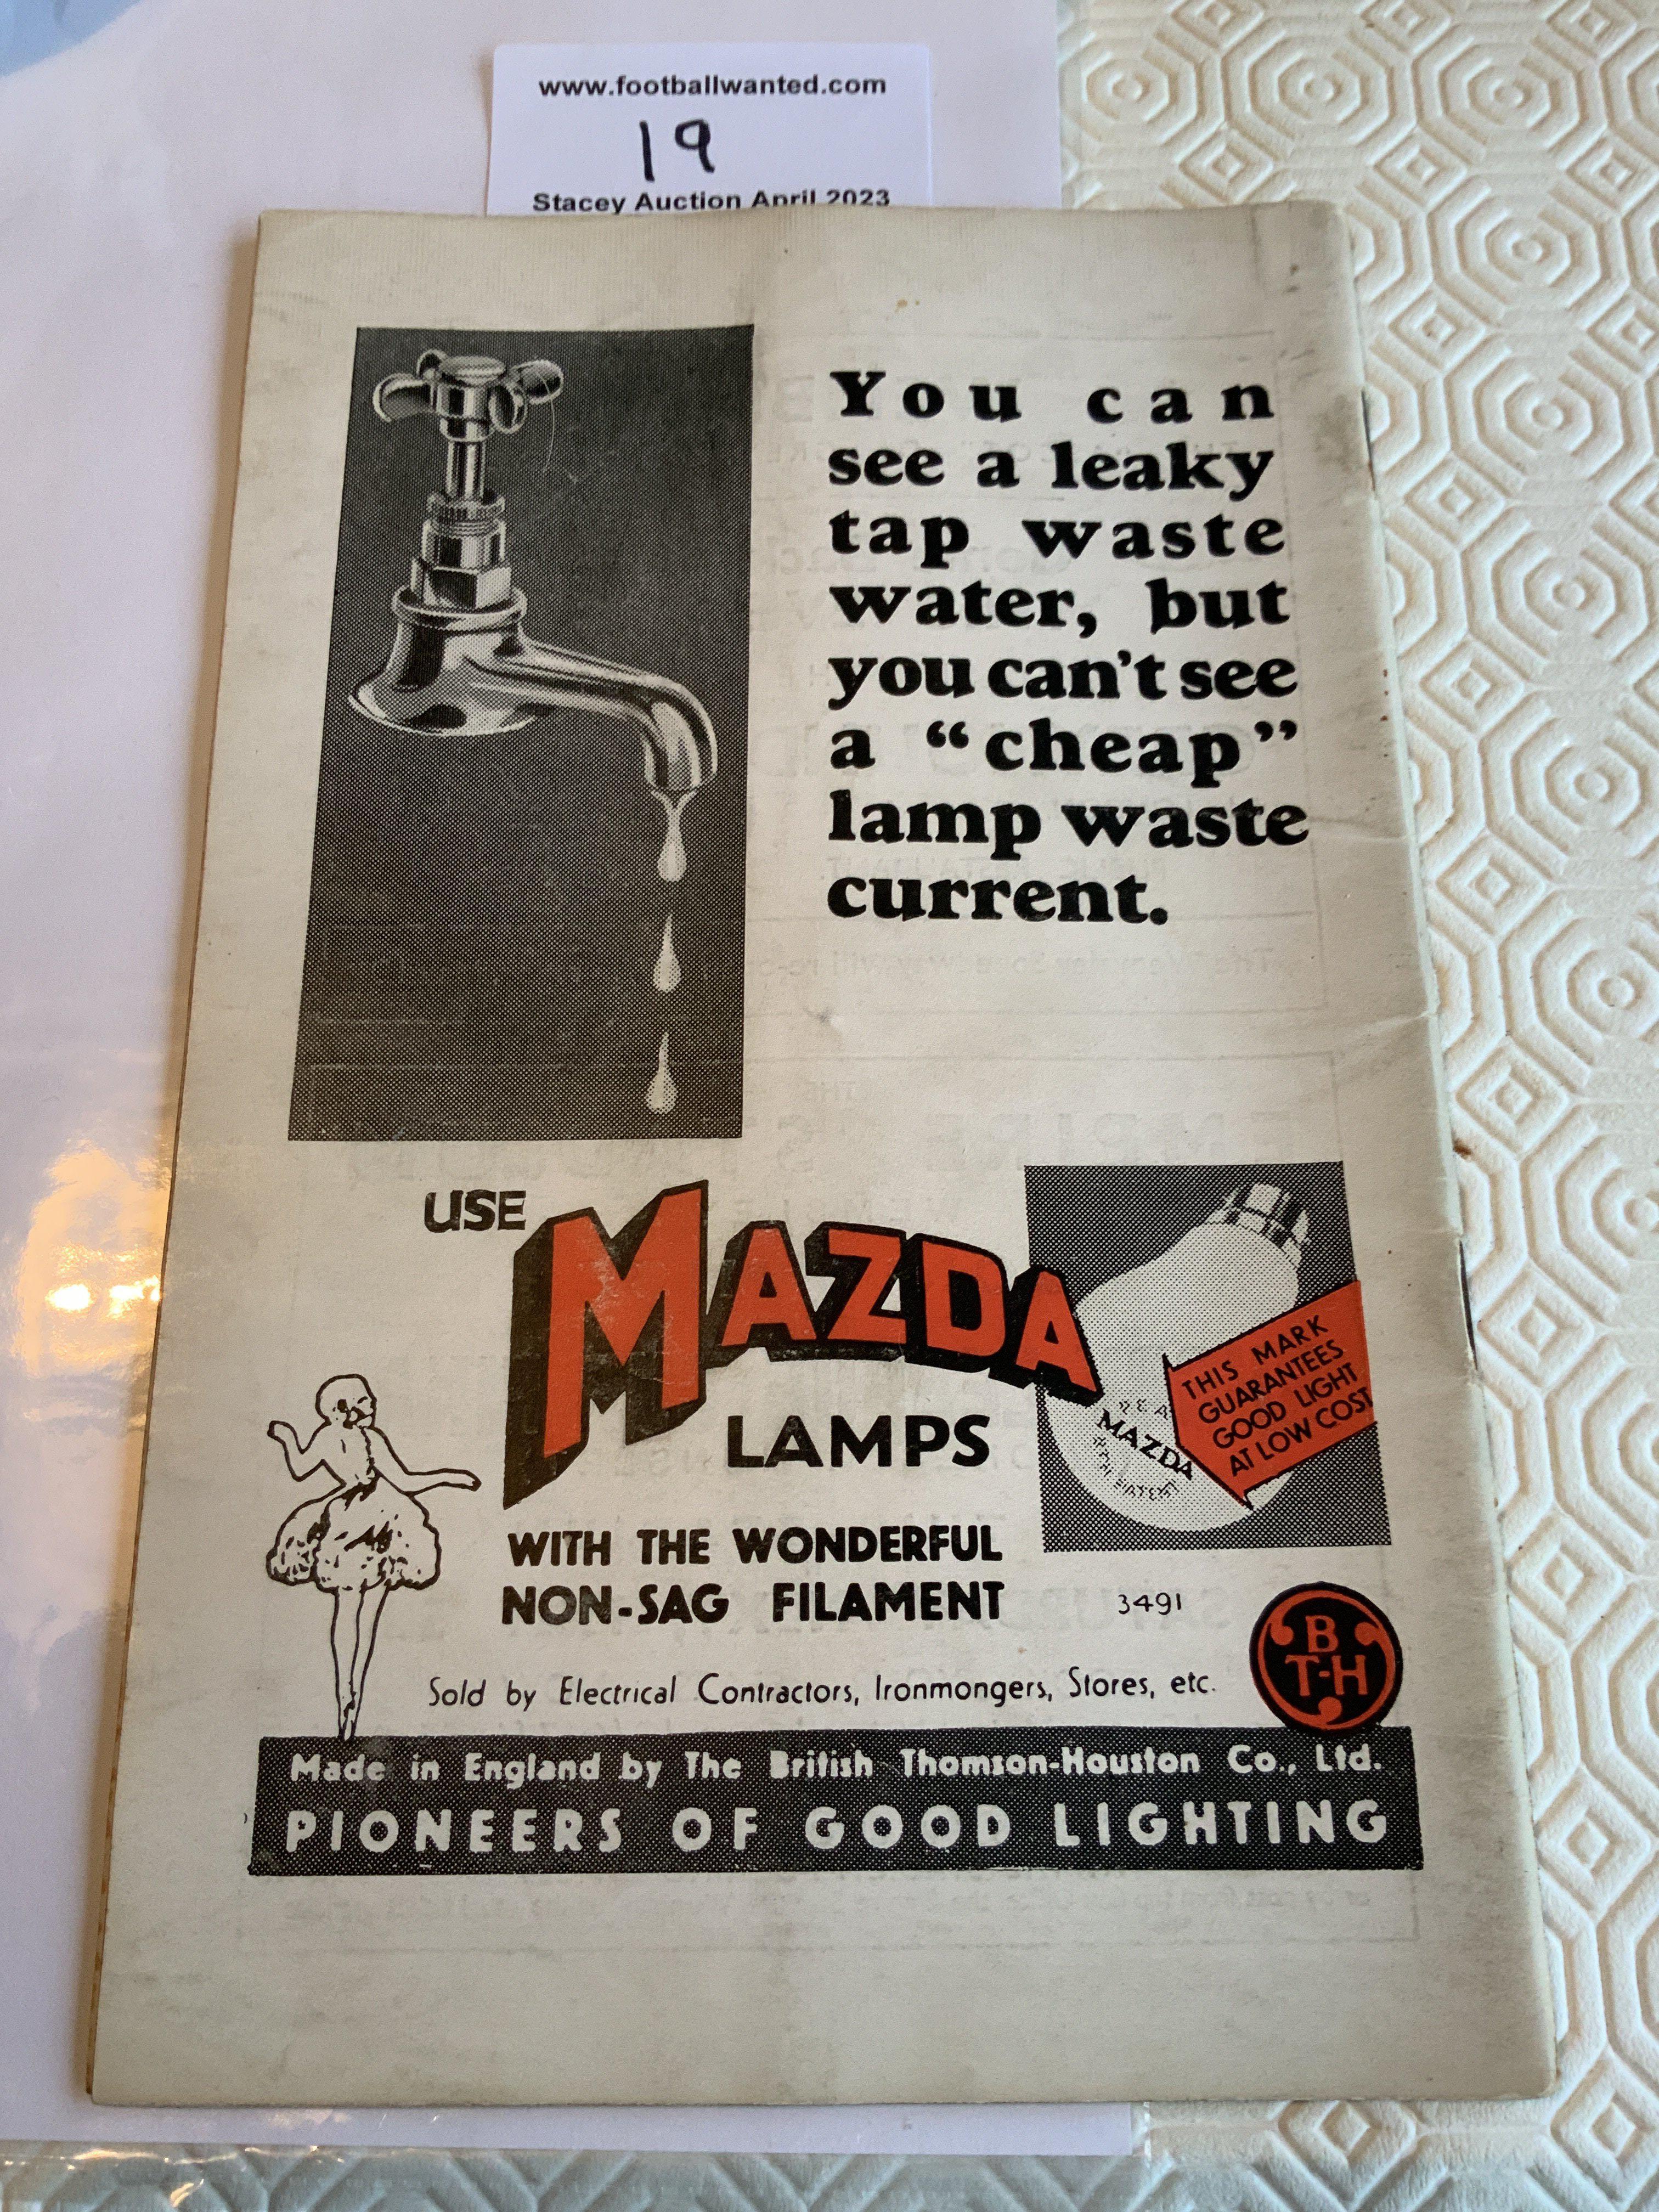 www.footballwanted.com
19
Stacey Auction April 2023
You can
see a leaky
tap waste
water, but
you can't see
a “cheap”
lamp waste
current.
USE
MAZDA
LAMPS
WITH THE WONDERFUL
NON-SAG FILAMENT
MAZDA
THIS MARK
GUARANTEES
GOOD LIGHT
AT LOW COST
3491
B
T-H
Sold by Electrical Contractors, Ironmongers, Stores, etc.
Made in England by The British Thomson-Houston Co., Ltd.
PIONEERS OF GOOD LIGHTING